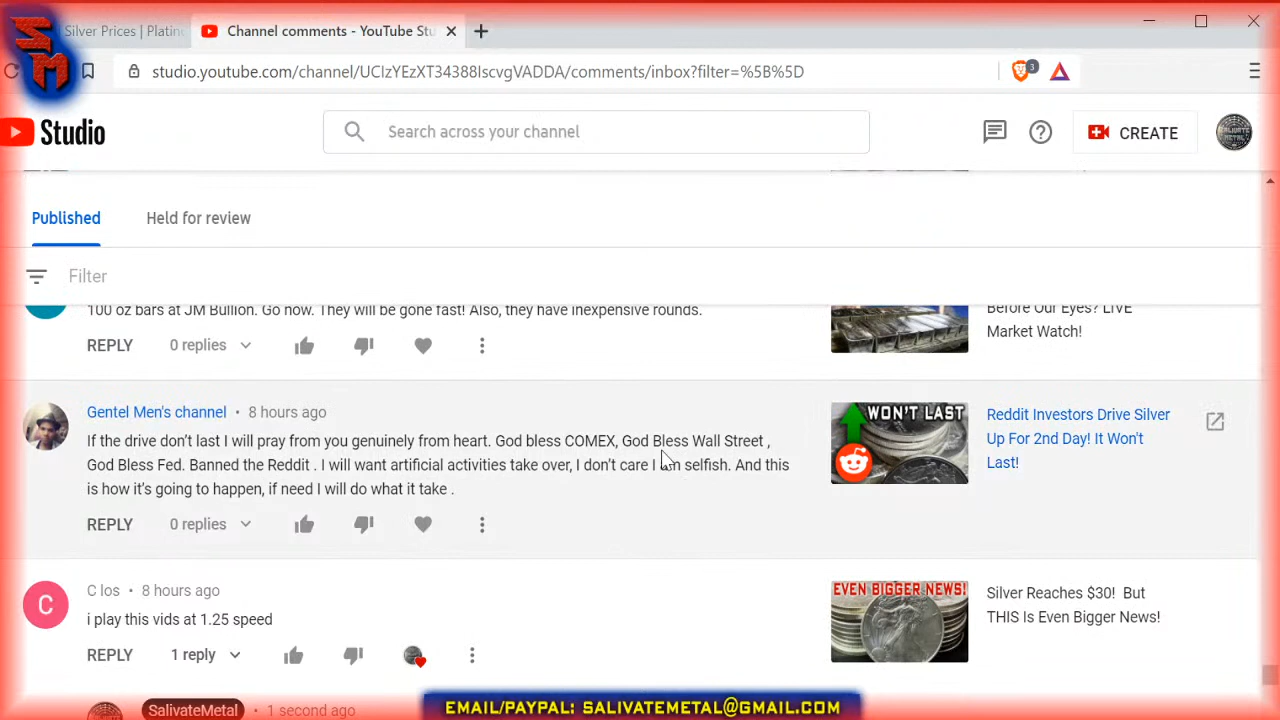 SM
Silver Prices | Platin
Channel comments - YouTube Stu
studio.youtube.com/channel/UCIzYEzXT34388IscvgVADDA/comments/inbox?filter=%5B%5D
3
Studio
Search across your channel
CREATE
SALIVATE
METAL
Published
Held for review
Filter
100 oz bars at JM Bullion. Go now. They will be gone fast! Also, they have inexpensive rounds.
Before Our Eyes? LIVE
Market Watch!
REPLY 0 replies
Gentel Men's channel • 8 hours ago
If the drive don't last I will pray from you genuinely from heart. God bless COMEX, God Bless Wall Street ,
God Bless Fed. Banned the Reddit . I will want artificial activities take over, I don't care I am selfish. And this
is how it's going to happen, if need I will do what it take .
WON'T LAST
Reddit Investors Drive Silver
Up For 2nd Day! It Won't
Last!
REPLY 0 replies
C
C los • 8 hours ago
i play this vids at 1.25 speed
EVEN BIGGER NEWS!
Silver Reaches $30! But
THIS Is Even Bigger News!
REPLY 1 reply
SalivateMetal • 1 second ago
EMAIL/PAYPAL: SALIVATEMETAL@GMAIL.COM